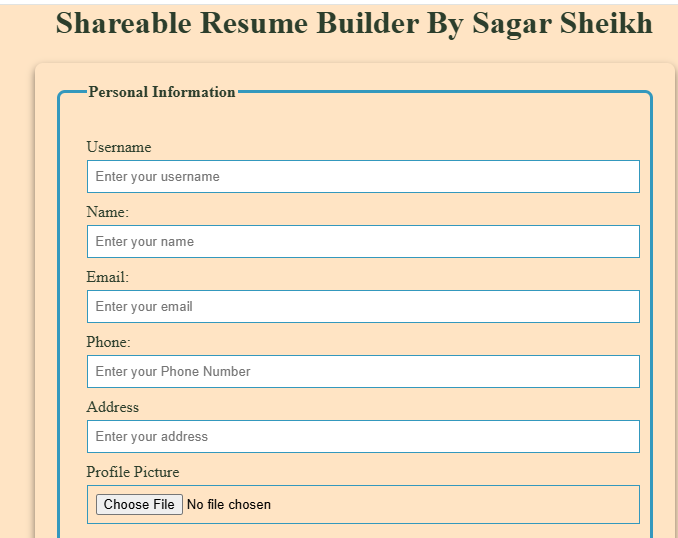 Shareable Resume Builder By Sagar Sheikh
Personal Information
Username
Enter your username
Name:
Enter your name
Email:
Enter your email
Phone:
Enter your Phone Number
Address
Enter your address
Profile Picture
Choose File No file chosen